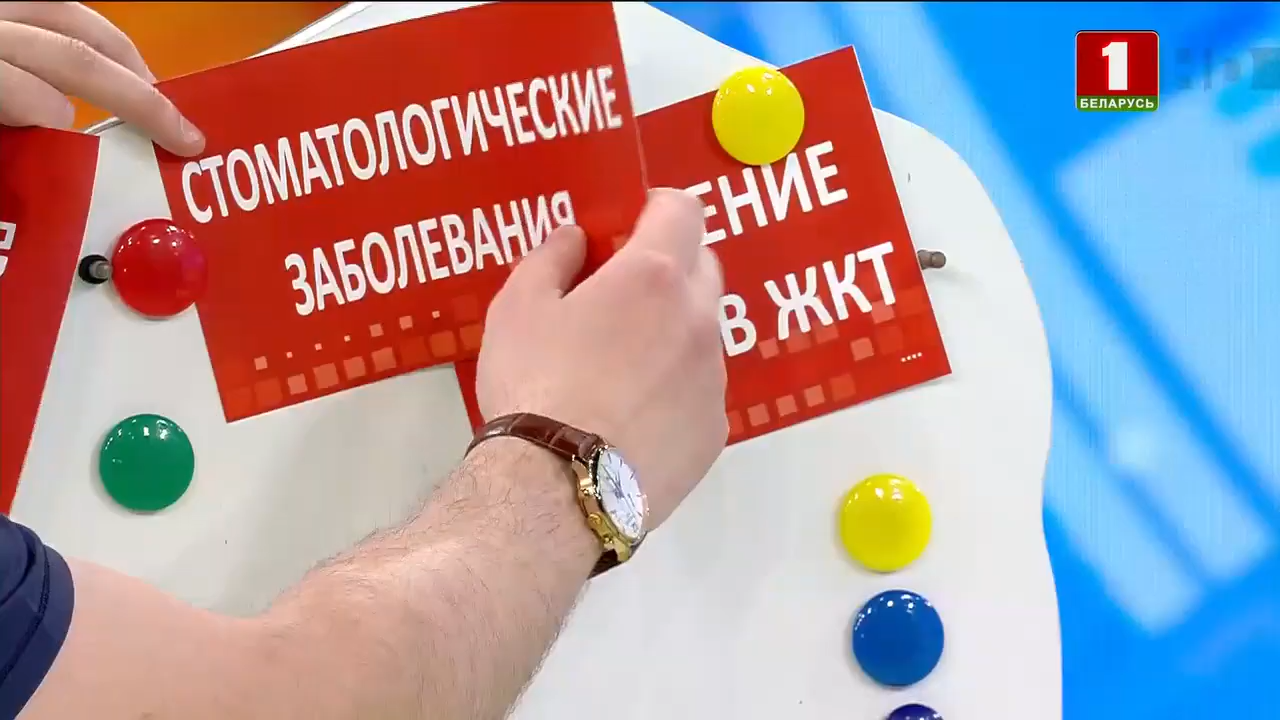 СТОМАТОЛОГИЧЕСКИЕ
ЗАБОЛЕВАНИЯ
ЕНИЕ
В ЖКТ
1
БЕЛАРУСЬ